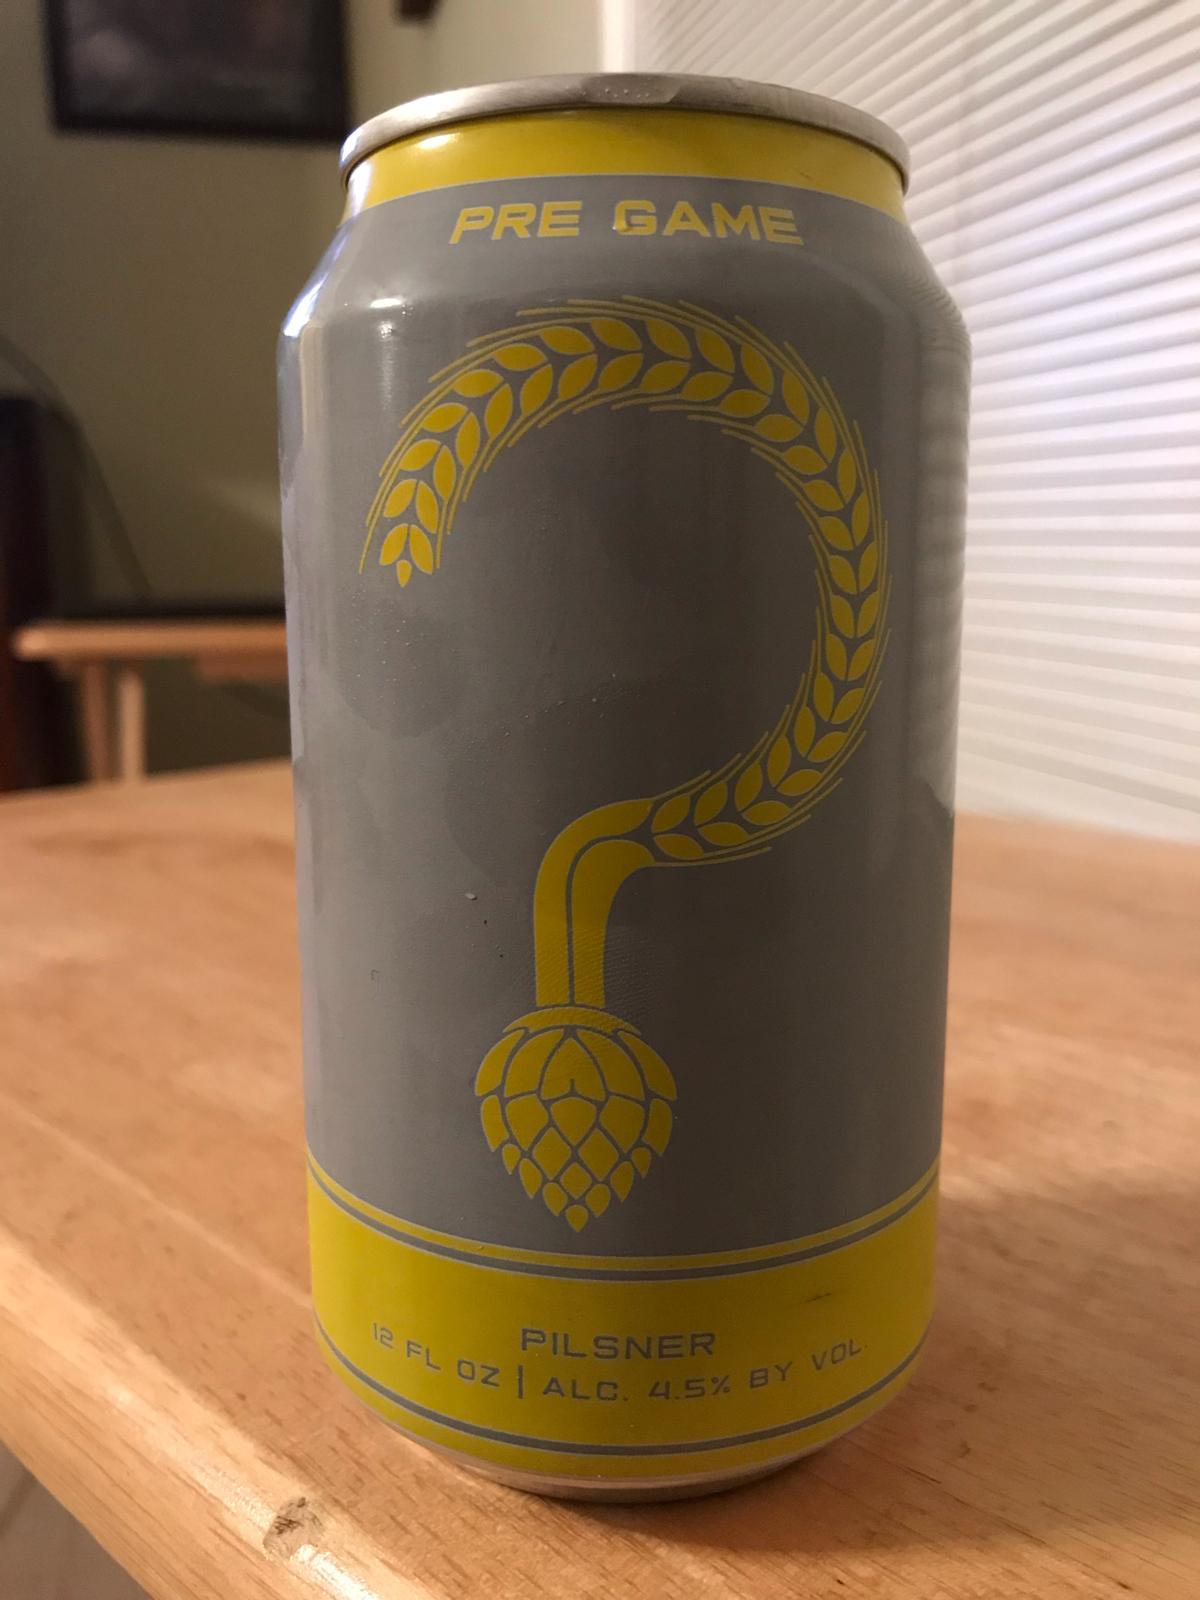 PRE GAME
PILSNER
12 FL OZ | ALC. 4.5% BY VOL.